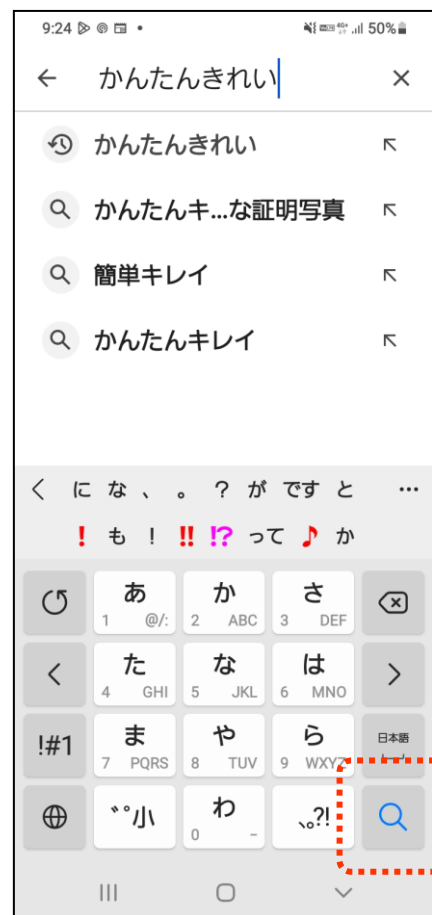 9:24 50%
かんたんきれい
かんたんきれい
かんたんキ...な証明写真
簡単キレイ
かんたんキレイ
に な 、 。 ? が です と ...
! も ! !! !? って ♪ か
あ か さ
1 @/: 2 ABC 3 DEF
た な は
4 GHI 5 JKL 6 MNO
!#1 ま や ら 日本語
7 PQRS 8 TUV 9 WXYZ
゛゜小 わ 、。?!
0 -